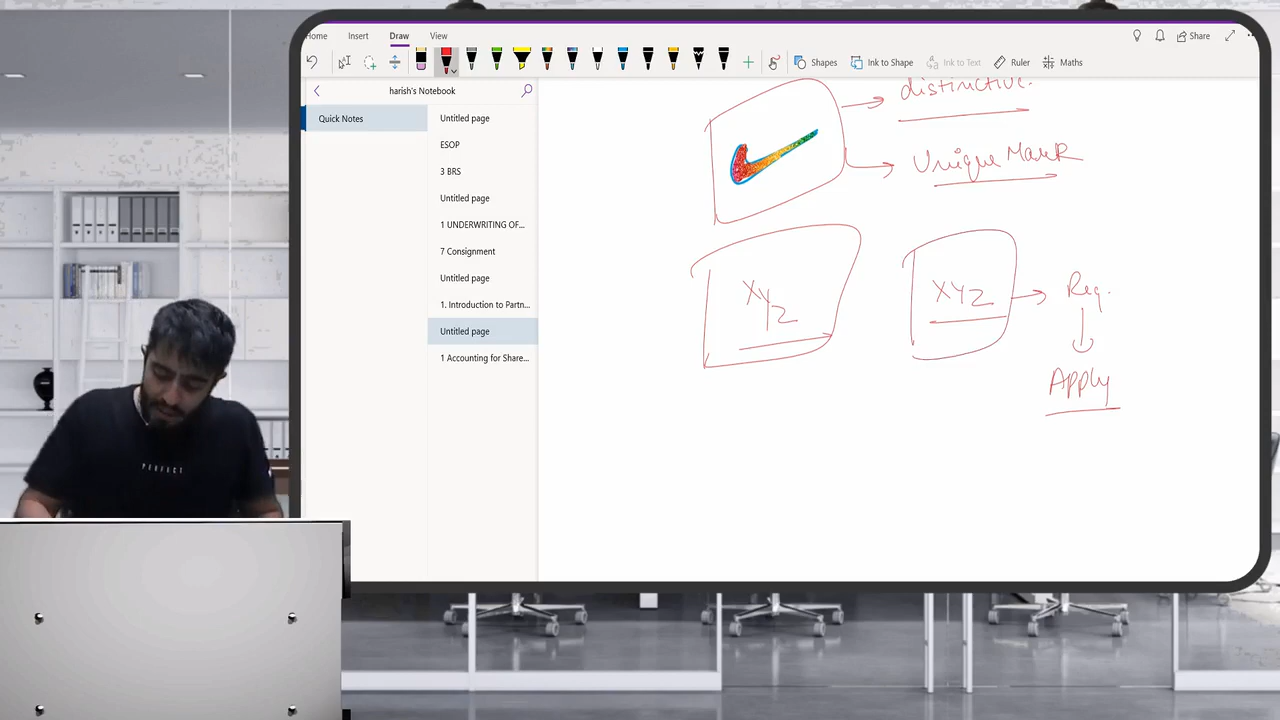 Home Insert Draw View
Share
Shapes Ink to Shape Ink to Text Ruler Maths
harish's Notebook
Quick Notes
Untitled page
ESOP
3 BRS
Untitled page
1 UNDERWRITING OF...
7 Consignment
Untitled page
1. Introduction to Partn...
Untitled page
1 Accounting for Share...
distinctive.
Unique Mark
XYZ
XYZ
Reg.
Apply
PERFECT